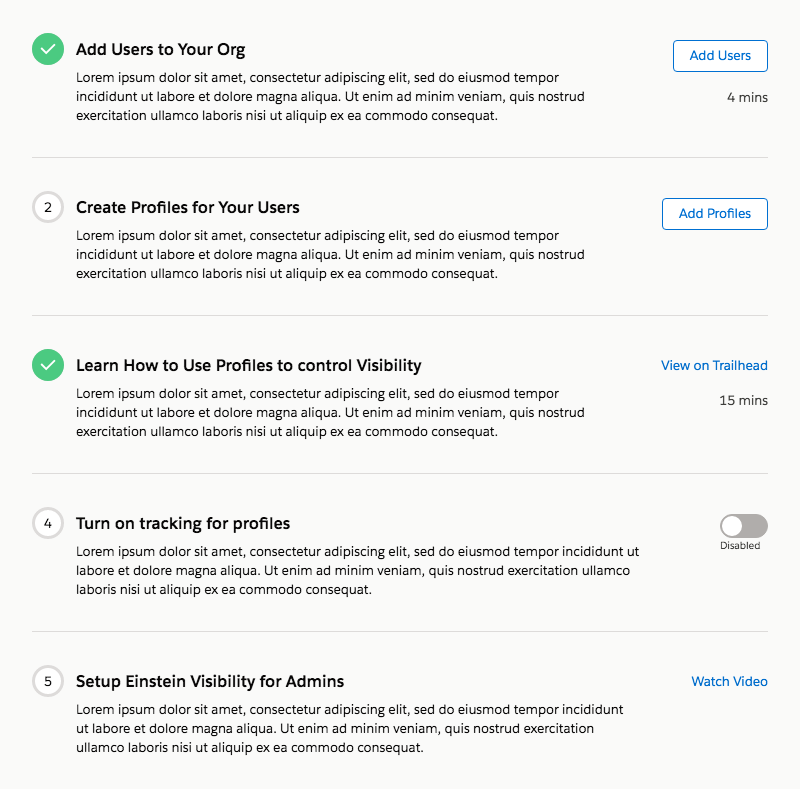 Add Users to Your Org
Add Users
Lorem ipsum dolor sit amet, consectetur adipiscing elit, sed do eiusmod tempor
incididunt ut labore et dolore magna aliqua. Ut enim ad minim veniam, quis nostrud
exercitation ullamco laboris nisi ut aliquip ex ea commodo consequat.
4 mins
2
Create Profiles for Your Users
Add Profiles
Lorem ipsum dolor sit amet, consectetur adipiscing elit, sed do eiusmod tempor
incididunt ut labore et dolore magna aliqua. Ut enim ad minim veniam, quis nostrud
exercitation ullamco laboris nisi ut aliquip ex ea commodo consequat.
Learn How to Use Profiles to control Visibility
View on Trailhead
Lorem ipsum dolor sit amet, consectetur adipiscing elit, sed do eiusmod tempor
incididunt ut labore et dolore magna aliqua. Ut enim ad minim veniam, quis nostrud
exercitation ullamco laboris nisi ut aliquip ex ea commodo consequat.
15 mins
4
Turn on tracking for profiles
Disabled
Lorem ipsum dolor sit amet, consectetur adipiscing elit, sed do eiusmod tempor incididunt ut
labore et dolore magna aliqua. Ut enim ad minim veniam, quis nostrud exercitation ullamco
laboris nisi ut aliquip ex ea commodo consequat.
5
Setup Einstein Visibility for Admins
Watch Video
Lorem ipsum dolor sit amet, consectetur adipiscing elit, sed do eiusmod tempor incididunt
ut labore et dolore magna aliqua. Ut enim ad minim veniam, quis nostrud exercitation
ullamco laboris nisi ut aliquip ex ea commodo consequat.